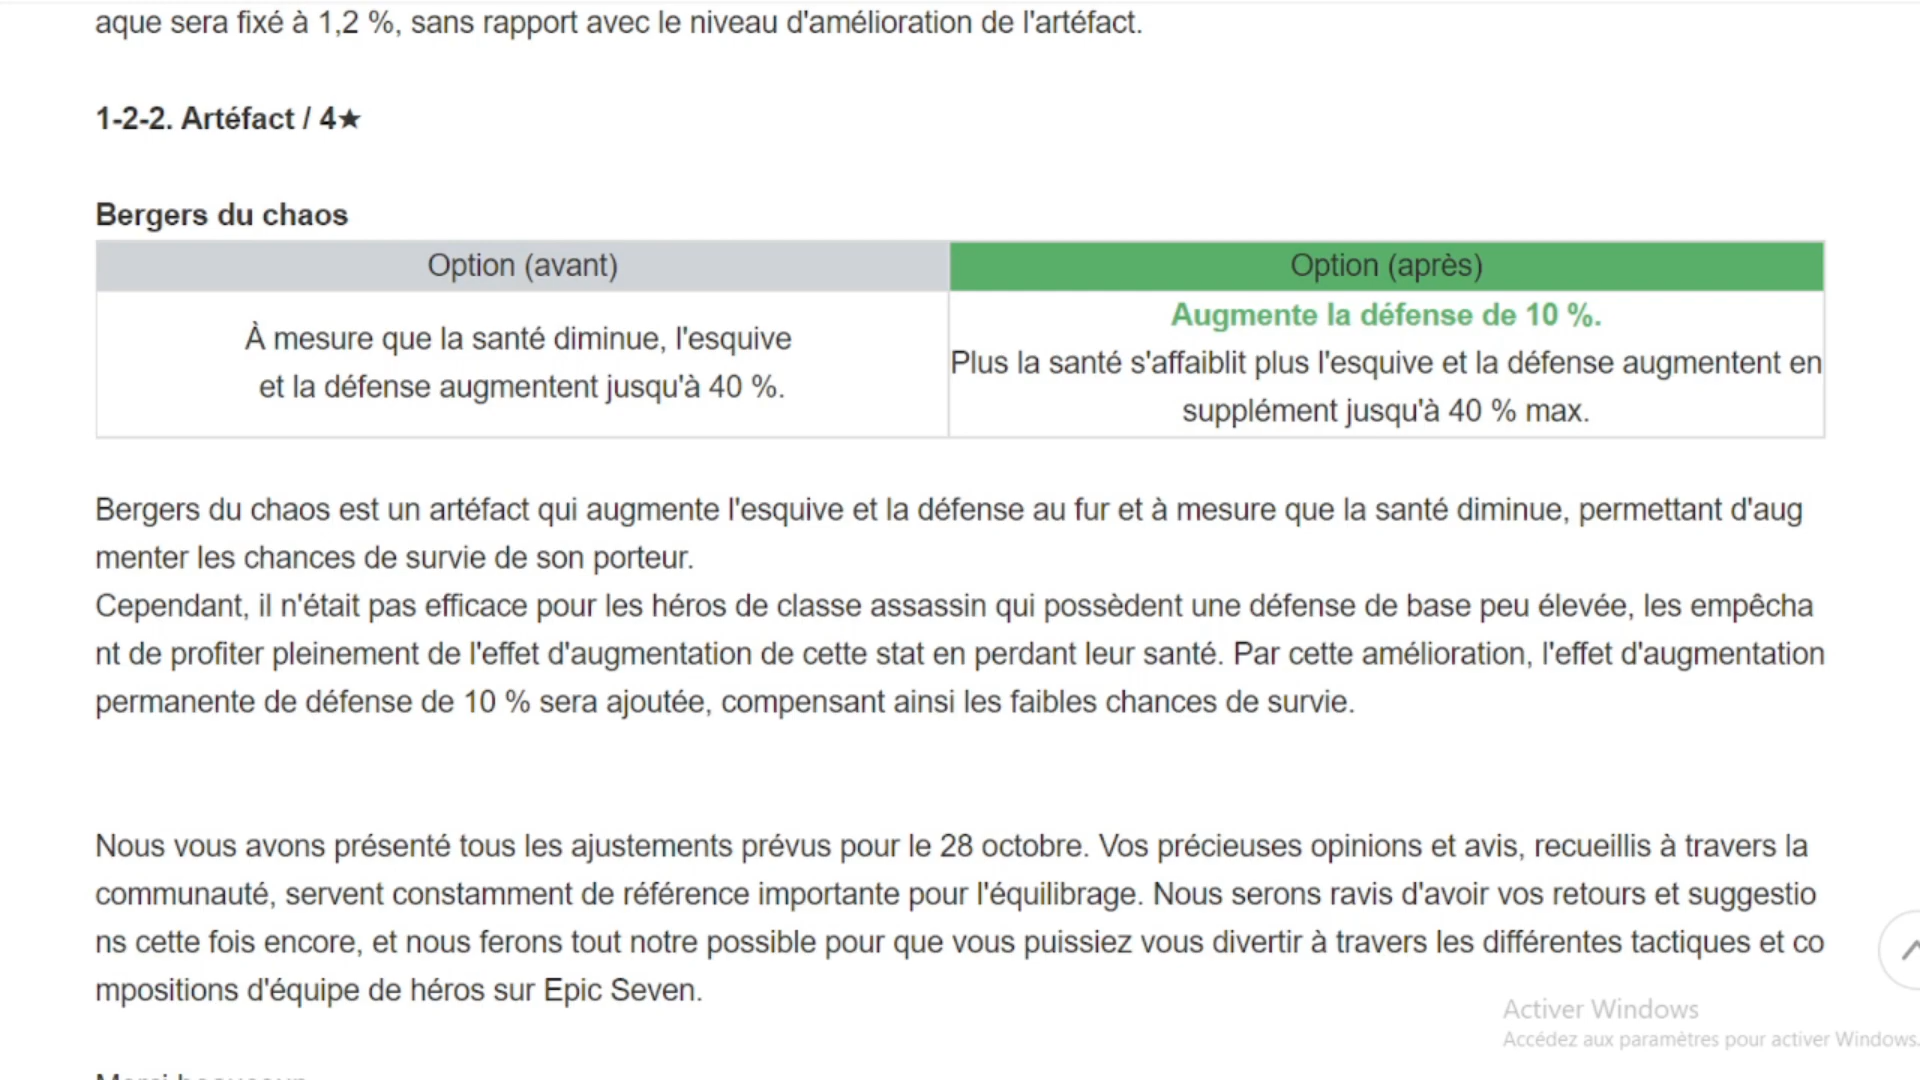 aque sera fixé à 1,2 %, sans rapport avec le niveau d'amélioration de l'artéfact.
1-2-2. Artéfact / 4★
Bergers du chaos
Option (avant)
Option (après)
À mesure que la santé diminue, l'esquive
et la défense augmentent jusqu'à 40 %.
Augmente la défense de 10 %.
Plus la santé s'affaiblit plus l'esquive et la défense augmentent en
supplément jusqu'à 40 % max.
Bergers du chaos est un artéfact qui augmente l'esquive et la défense au fur et à mesure que la santé diminue, permettant d'aug
menter les chances de survie de son porteur.
Cependant, il n'était pas efficace pour les héros de classe assassin qui possèdent une défense de base peu élevée, les empêcha
nt de profiter pleinement de l'effet d'augmentation de cette stat en perdant leur santé. Par cette amélioration, l'effet d'augmentation
permanente de défense de 10 % sera ajoutée, compensant ainsi les faibles chances de survie.
Nous vous avons présenté tous les ajustements prévus pour le 28 octobre. Vos précieuses opinions et avis, recueillis à travers la
communauté, servent constamment de référence importante pour l'équilibrage. Nous serons ravis d'avoir vos retours et suggestio
ns cette fois encore, et nous ferons tout notre possible pour que vous puissiez vous divertir à travers les différentes tactiques et co
mpositions d'équipe de héros sur Epic Seven.
Activer Windows
Accédez aux paramètres pour activer Windows.